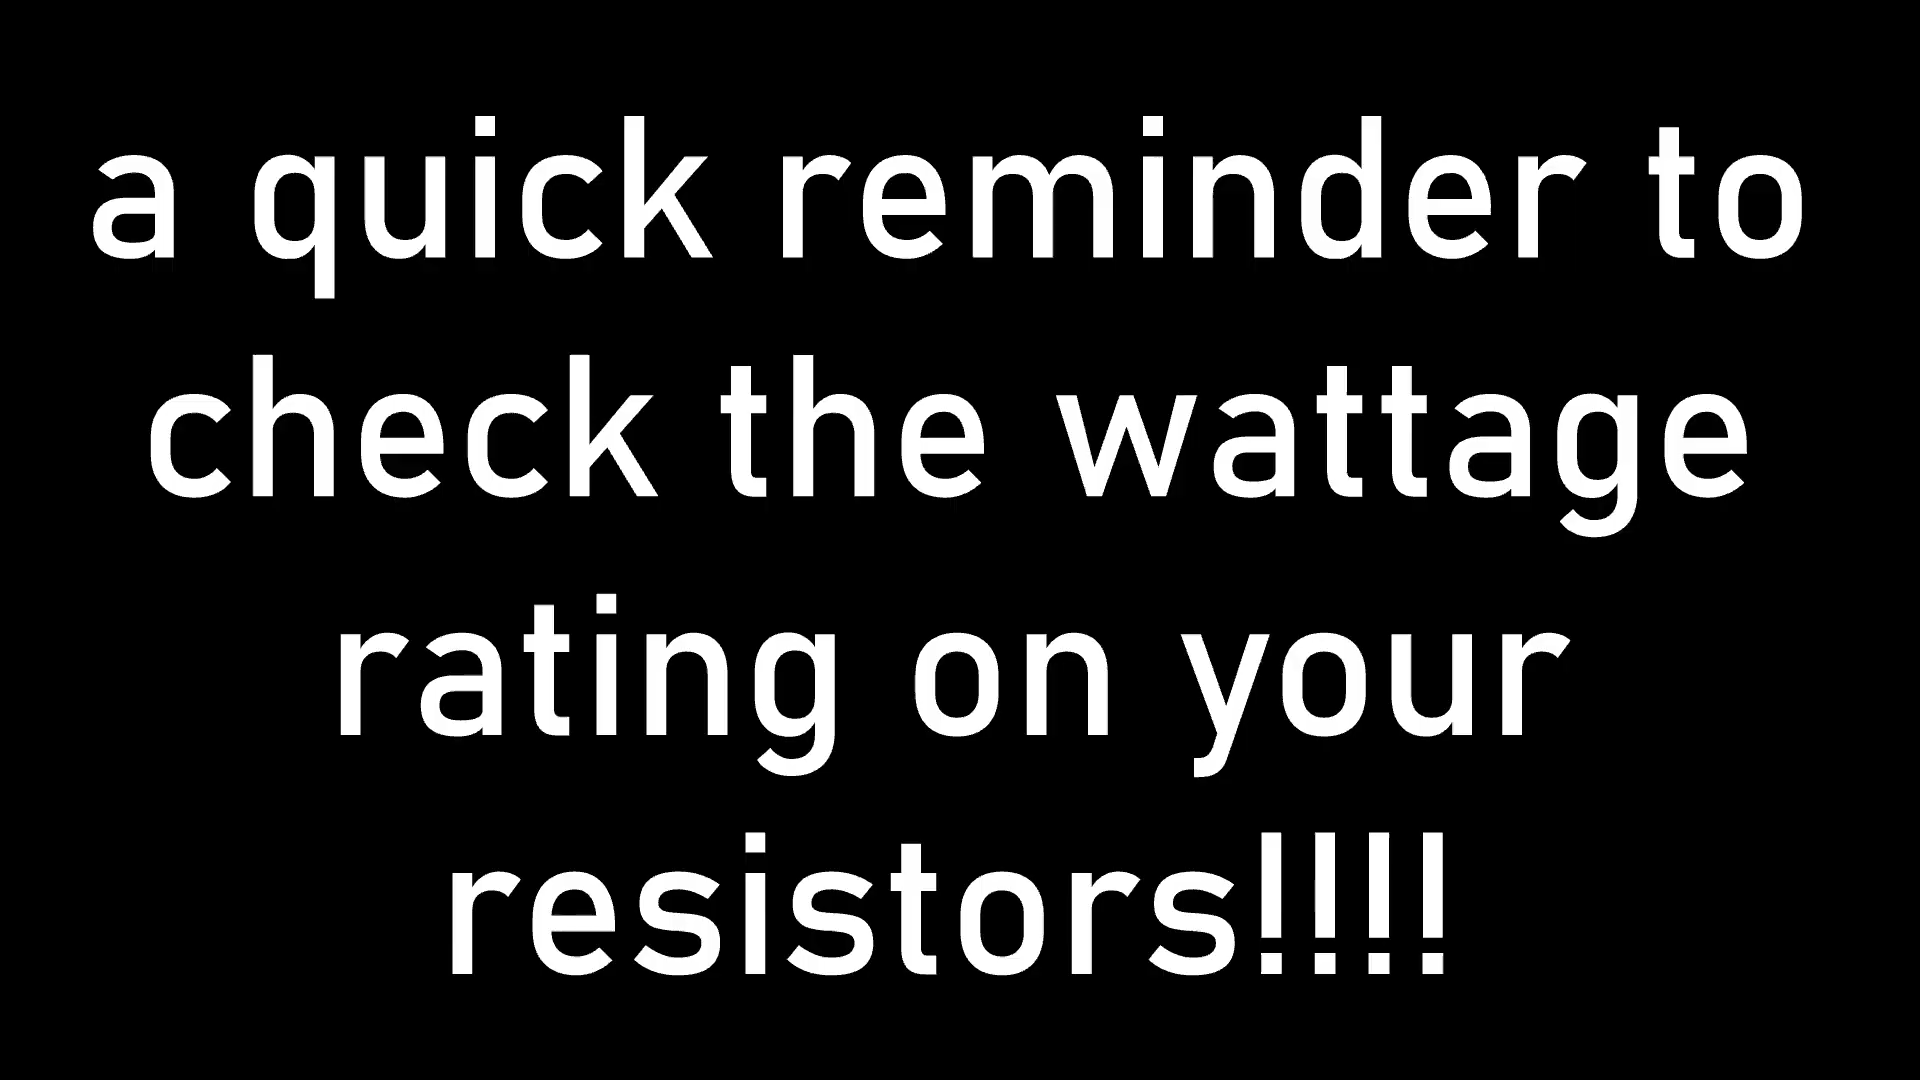 a quick reminder to
check the wattage
rating on your
resistors!!!!